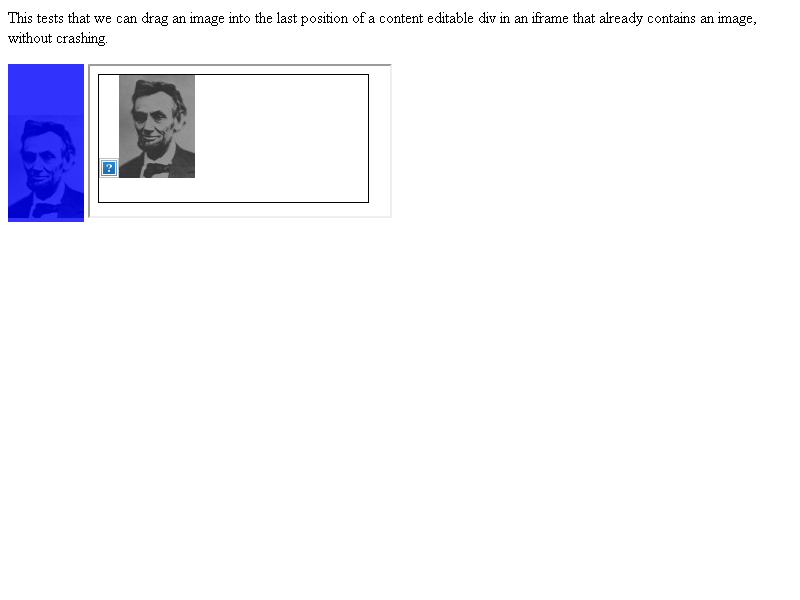 This tests that we can drag an image into the last position of a content editable div in an iframe that already contains an image,
without crashing.
?